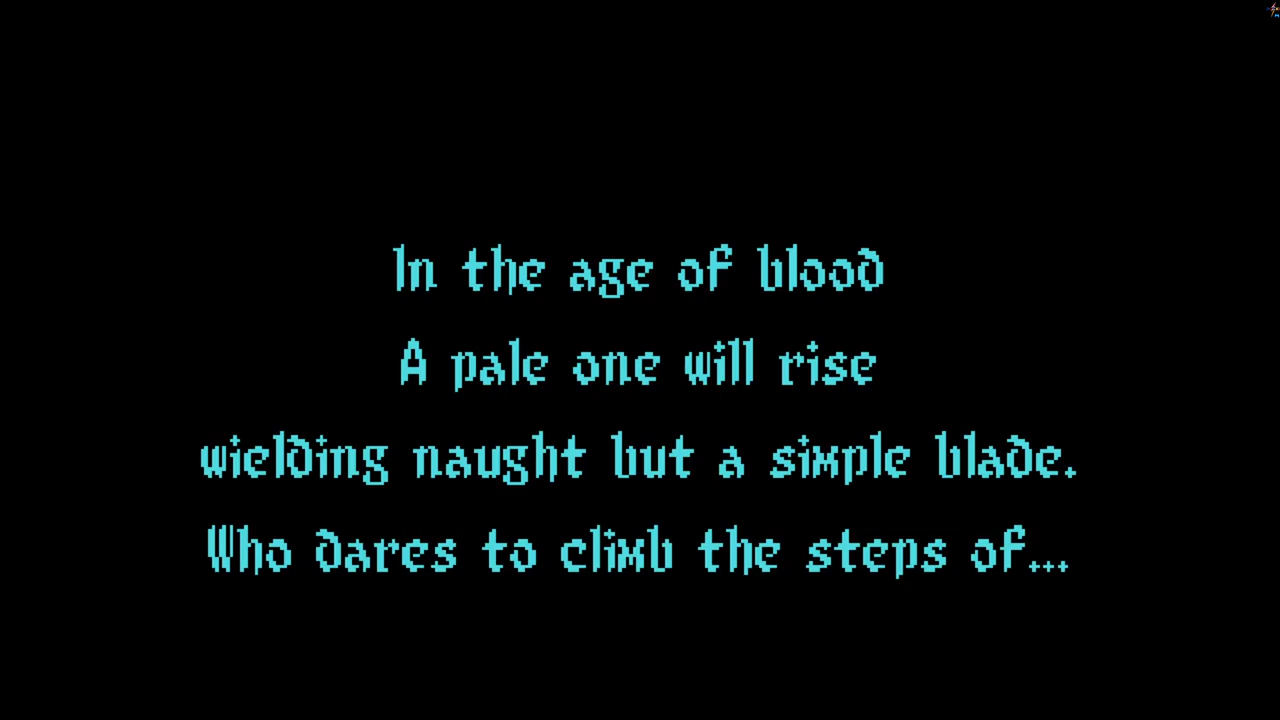 In the age of blood
A pale one will rise
wielding naught but a simple blade.
Who dares to climb the steps of...